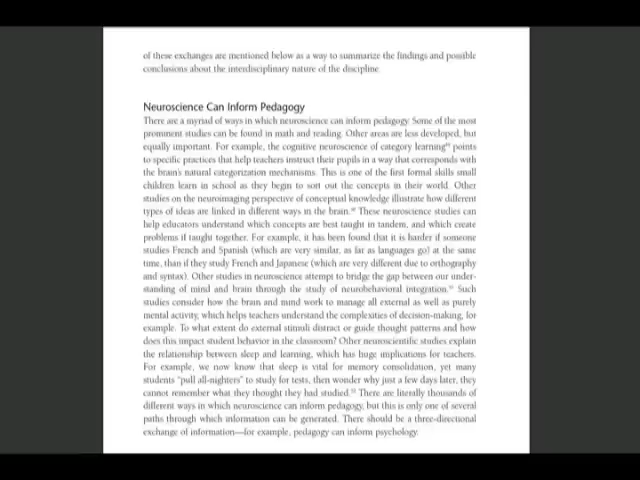 of these exchanges are mentioned below as a way to summarize the findings and possible
conclusions about the interdisciplinary nature of the discipline.
Neuroscience Can Inform Pedagogy
There are a myriad of ways in which neuroscience can inform pedagogy. Some of the most
prominent studies can be found in math and reading. Other areas are less developed, but
equally important. For example, the cognitive neuroscience of category learning points
to specific practices that help teachers instruct their pupils in a way that corresponds with
the brain's natural categorization mechanisms. This is one of the first formal skills small
children learn in school as they begin to sort out the concepts in their world. Other
studies on the neuroimaging perspective of conceptual knowledge illustrate how different
types of ideas are linked in different ways in the brain. These neuroscience studies can
help educators understand which concepts are best taught in tandem, and which create
problems if taught together. For example, it has been found that it is harder if someone
studies French and Spanish (which are very similar, as far as languages go) at the same
time, than if they study French and Japanese (which are very different due to orthography
and syntax). Other studies in neuroscience attempt to bridge the gap between our under-
standing of mind and brain through the study of neurobehavioral integration. Such
studies consider how the brain and mind work to manage all external as well as purely
mental activity, which helps teachers understand the complexities of decision-making, for
example. To what extent do external stimuli distract or guide thought patterns and how
does this impact student behavior in the classroom? Other neuroscientific studies explain
the relationship between sleep and learning, which has huge implications for teachers.
For example, we now know that sleep is vital for memory consolidation, yet many
students "pull all-nighters" to study for tests, then wonder why just a few days later, they
cannot remember what they thought they had studied. There are literally thousands of
different ways in which neuroscience can inform pedagogy, but this is only one of several
paths through which information can be generated. There should be a three-directional
exchange of information—for example, pedagogy can inform psychology.